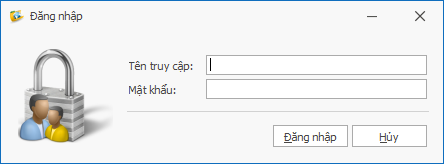 Đăng nhập
Tên truy cập:
Mật khẩu:
Đăng nhập Hủy